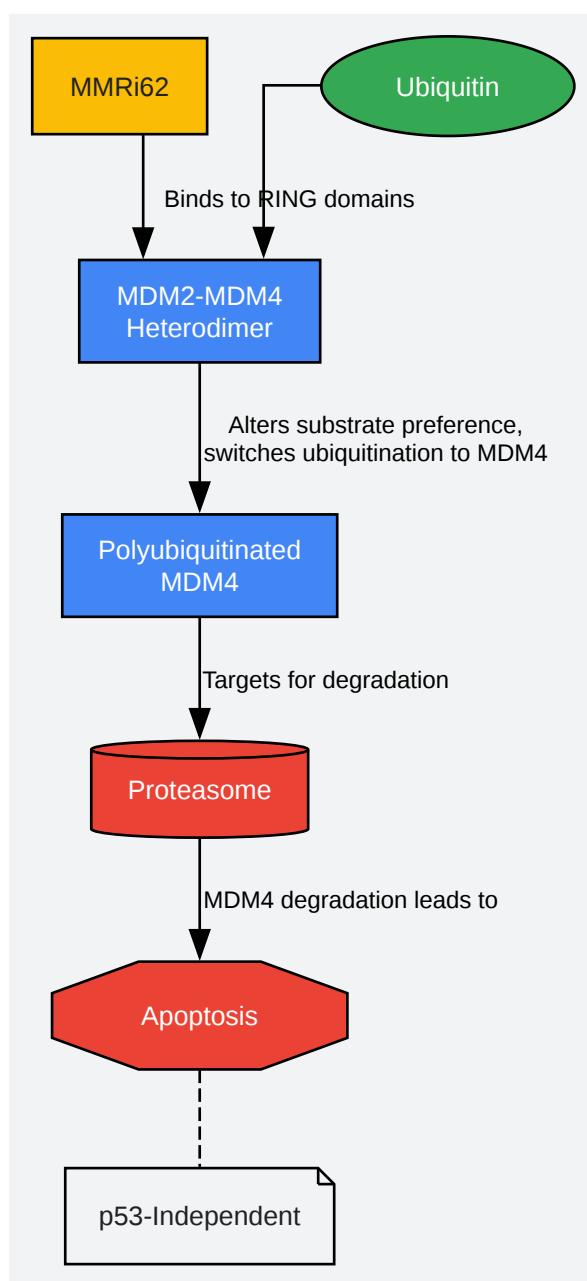 MMRi62
Ubiquitin
Binds to RING domains
MDM2-MDM4
Heterodimer
Alters substrate preference,
switches ubiquitination to MDM4
Polyubiquitinated
MDM4
Targets for degradation
Proteasome
MDM4 degradation leads to
Apoptosis
p53-Independent